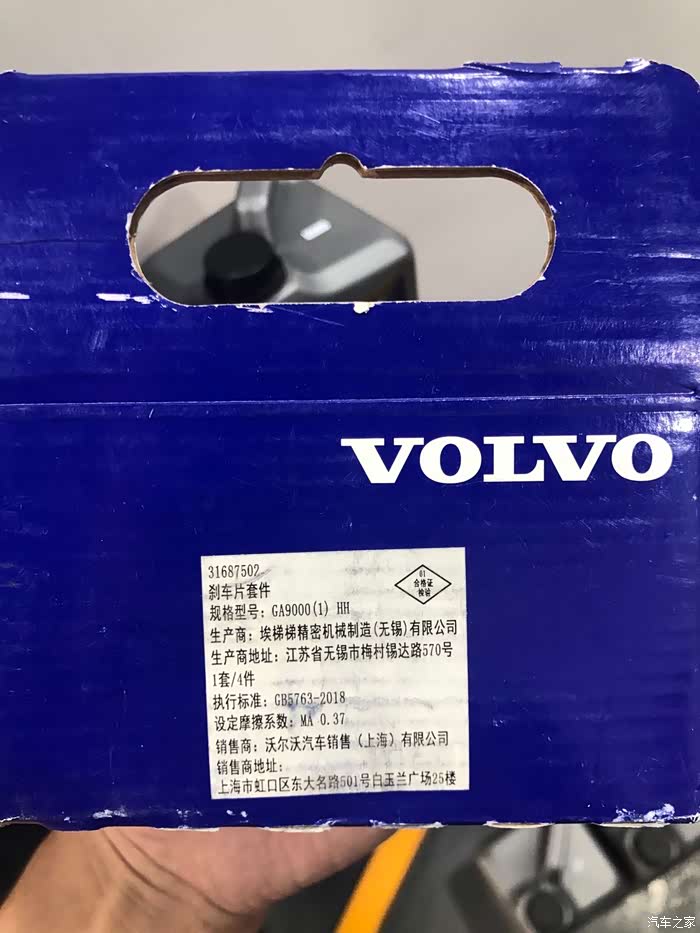 VOLVO
31687502
刹车片套件
规格型号: GA9000(1) HH
生产商: 埃梯梯精密机械制造(无锡)有限公司
生产商地址: 江苏省无锡市梅村锡达路570号
1套/4件
执行标准: GB5763-2018
设定摩擦系数: MA 0.37
销售商: 沃尔沃汽车销售（上海）有限公司
销售商地址:
上海市虹口区东大名路501号白玉兰广场25楼
01
合格证
检验
汽车之家